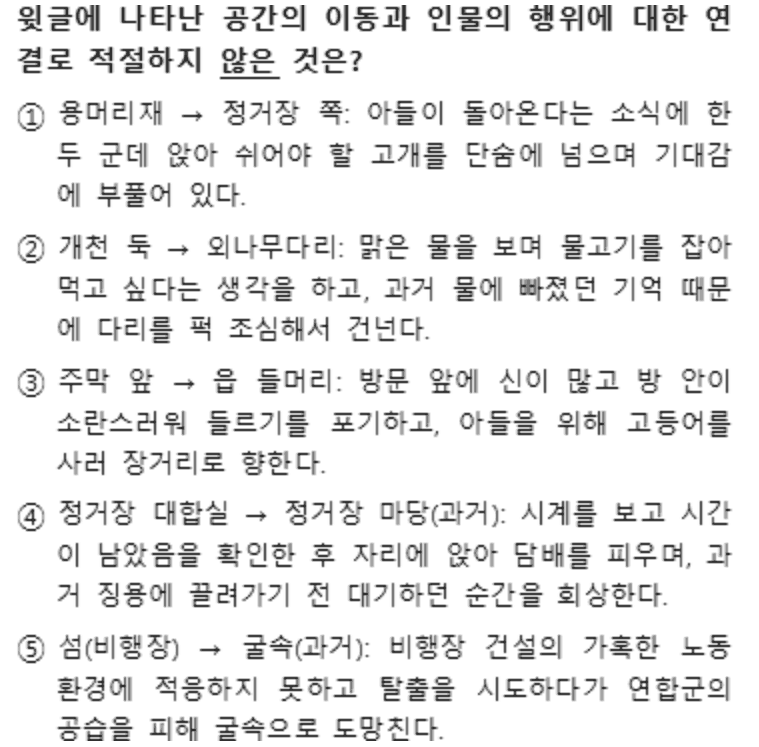 윗글에 나타난 공간의 이동과 인물의 행위에 대한 연
결로 적절하지 않은 것은?
① 용머리재 → 정거장 쪽: 아들이 돌아온다는 소식에 한
두 군데 앉아 쉬어야 할 고개를 단숨에 넘으며 기대감
에 부풀어 있다.
② 개천 둑 → 외나무다리: 맑은 물을 보며 물고기를 잡아
먹고 싶다는 생각을 하고, 과거 물에 빠졌던 기억 때문
에 다리를 퍽 조심해서 건넌다.
③ 주막 앞 → 읍 들머리: 방문 앞에 신이 많고 방 안이
소란스러워 들르기를 포기하고, 아들을 위해 고등어를
사러 장거리로 향한다.
④ 정거장 대합실 → 정거장 마당(과거): 시계를 보고 시간
이 남았음을 확인한 후 자리에 앉아 담배를 피우며, 과
거 징용에 끌려가기 전 대기하던 순간을 회상한다.
⑤ 섬(비행장) → 굴속(과거): 비행장 건설의 가혹한 노동
환경에 적응하지 못하고 탈출을 시도하다가 연합군의
공습을 피해 굴속으로 도망친다.